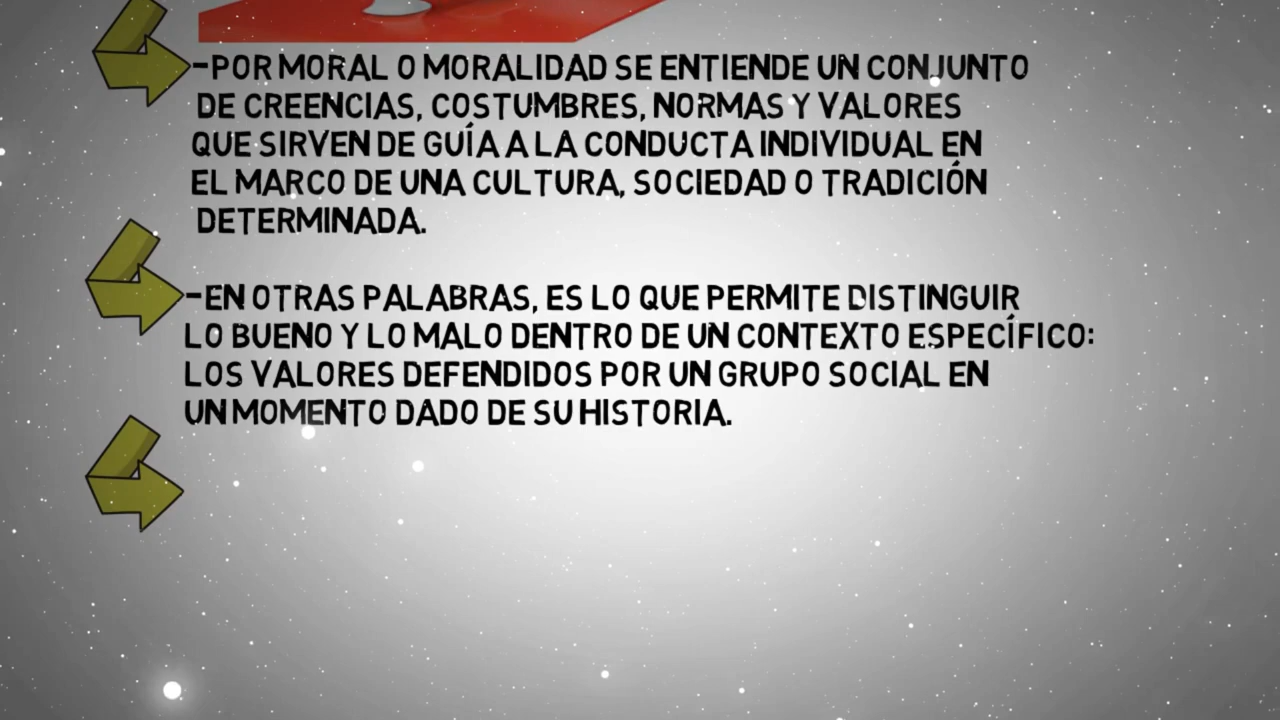 -POR MORAL O MORALIDAD SE ENTIENDE UN CONJUNTO
DE CREENCIAS, COSTUMBRES, NORMAS Y VALORES
QUE SIRVEN DE GUÍA A LA CONDUCTA INDIVIDUAL EN
EL MARCO DE UNA CULTURA, SOCIEDAD O TRADICIÓN
DETERMINADA.
-EN OTRAS PALABRAS, ES LO QUE PERMITE DISTINGUIR
LO BUENO Y LO MALO DENTRO DE UN CONTEXTO ESPECÍFICO:
LOS VALORES DEFENDIDOS POR UN GRUPO SOCIAL EN
UN MOMENTO DADO DE SU HISTORIA.